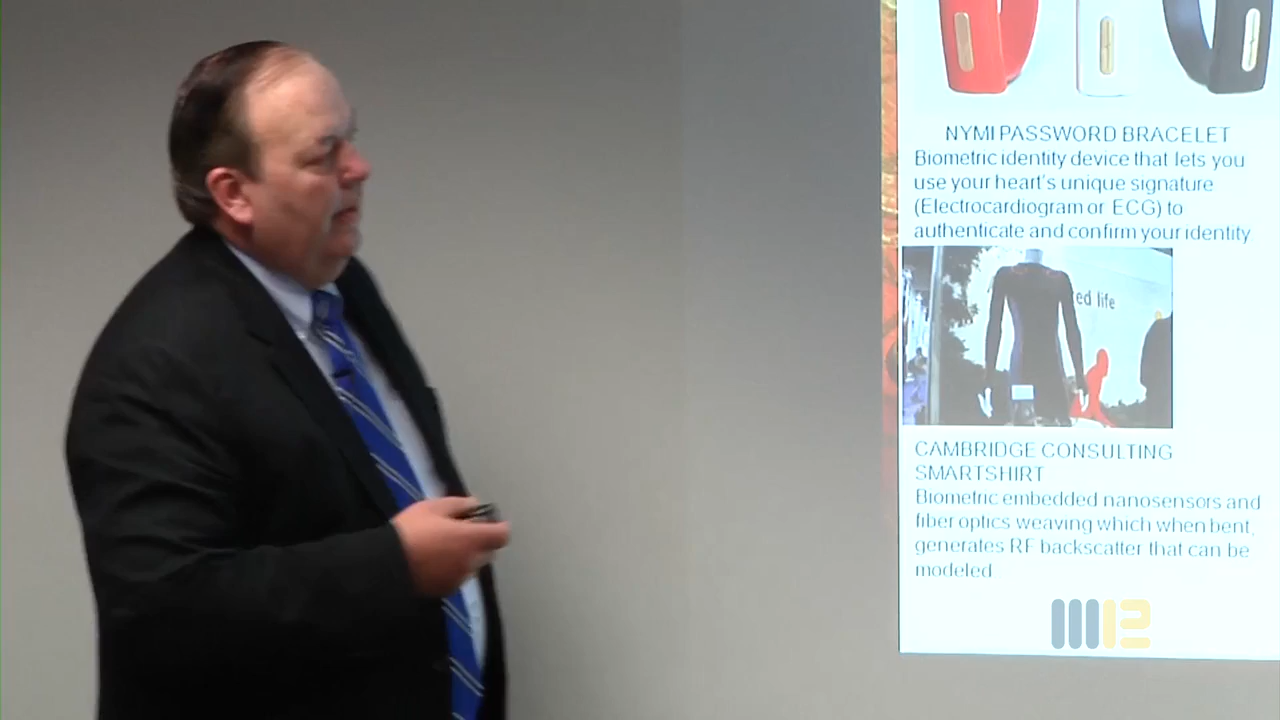 NYMI PASSWORD BRACELET
Biometric identity device that lets you
use your heart's unique signature
(Electrocardiogram or ECG) to
authenticate and confirm your identity
ed life
CAMBRIDGE CONSULTING
SMARTSHIRT
Biometric embedded nanosensors and
fiber optics weaving which when bent,
generates RF backscatter that can be
modeled